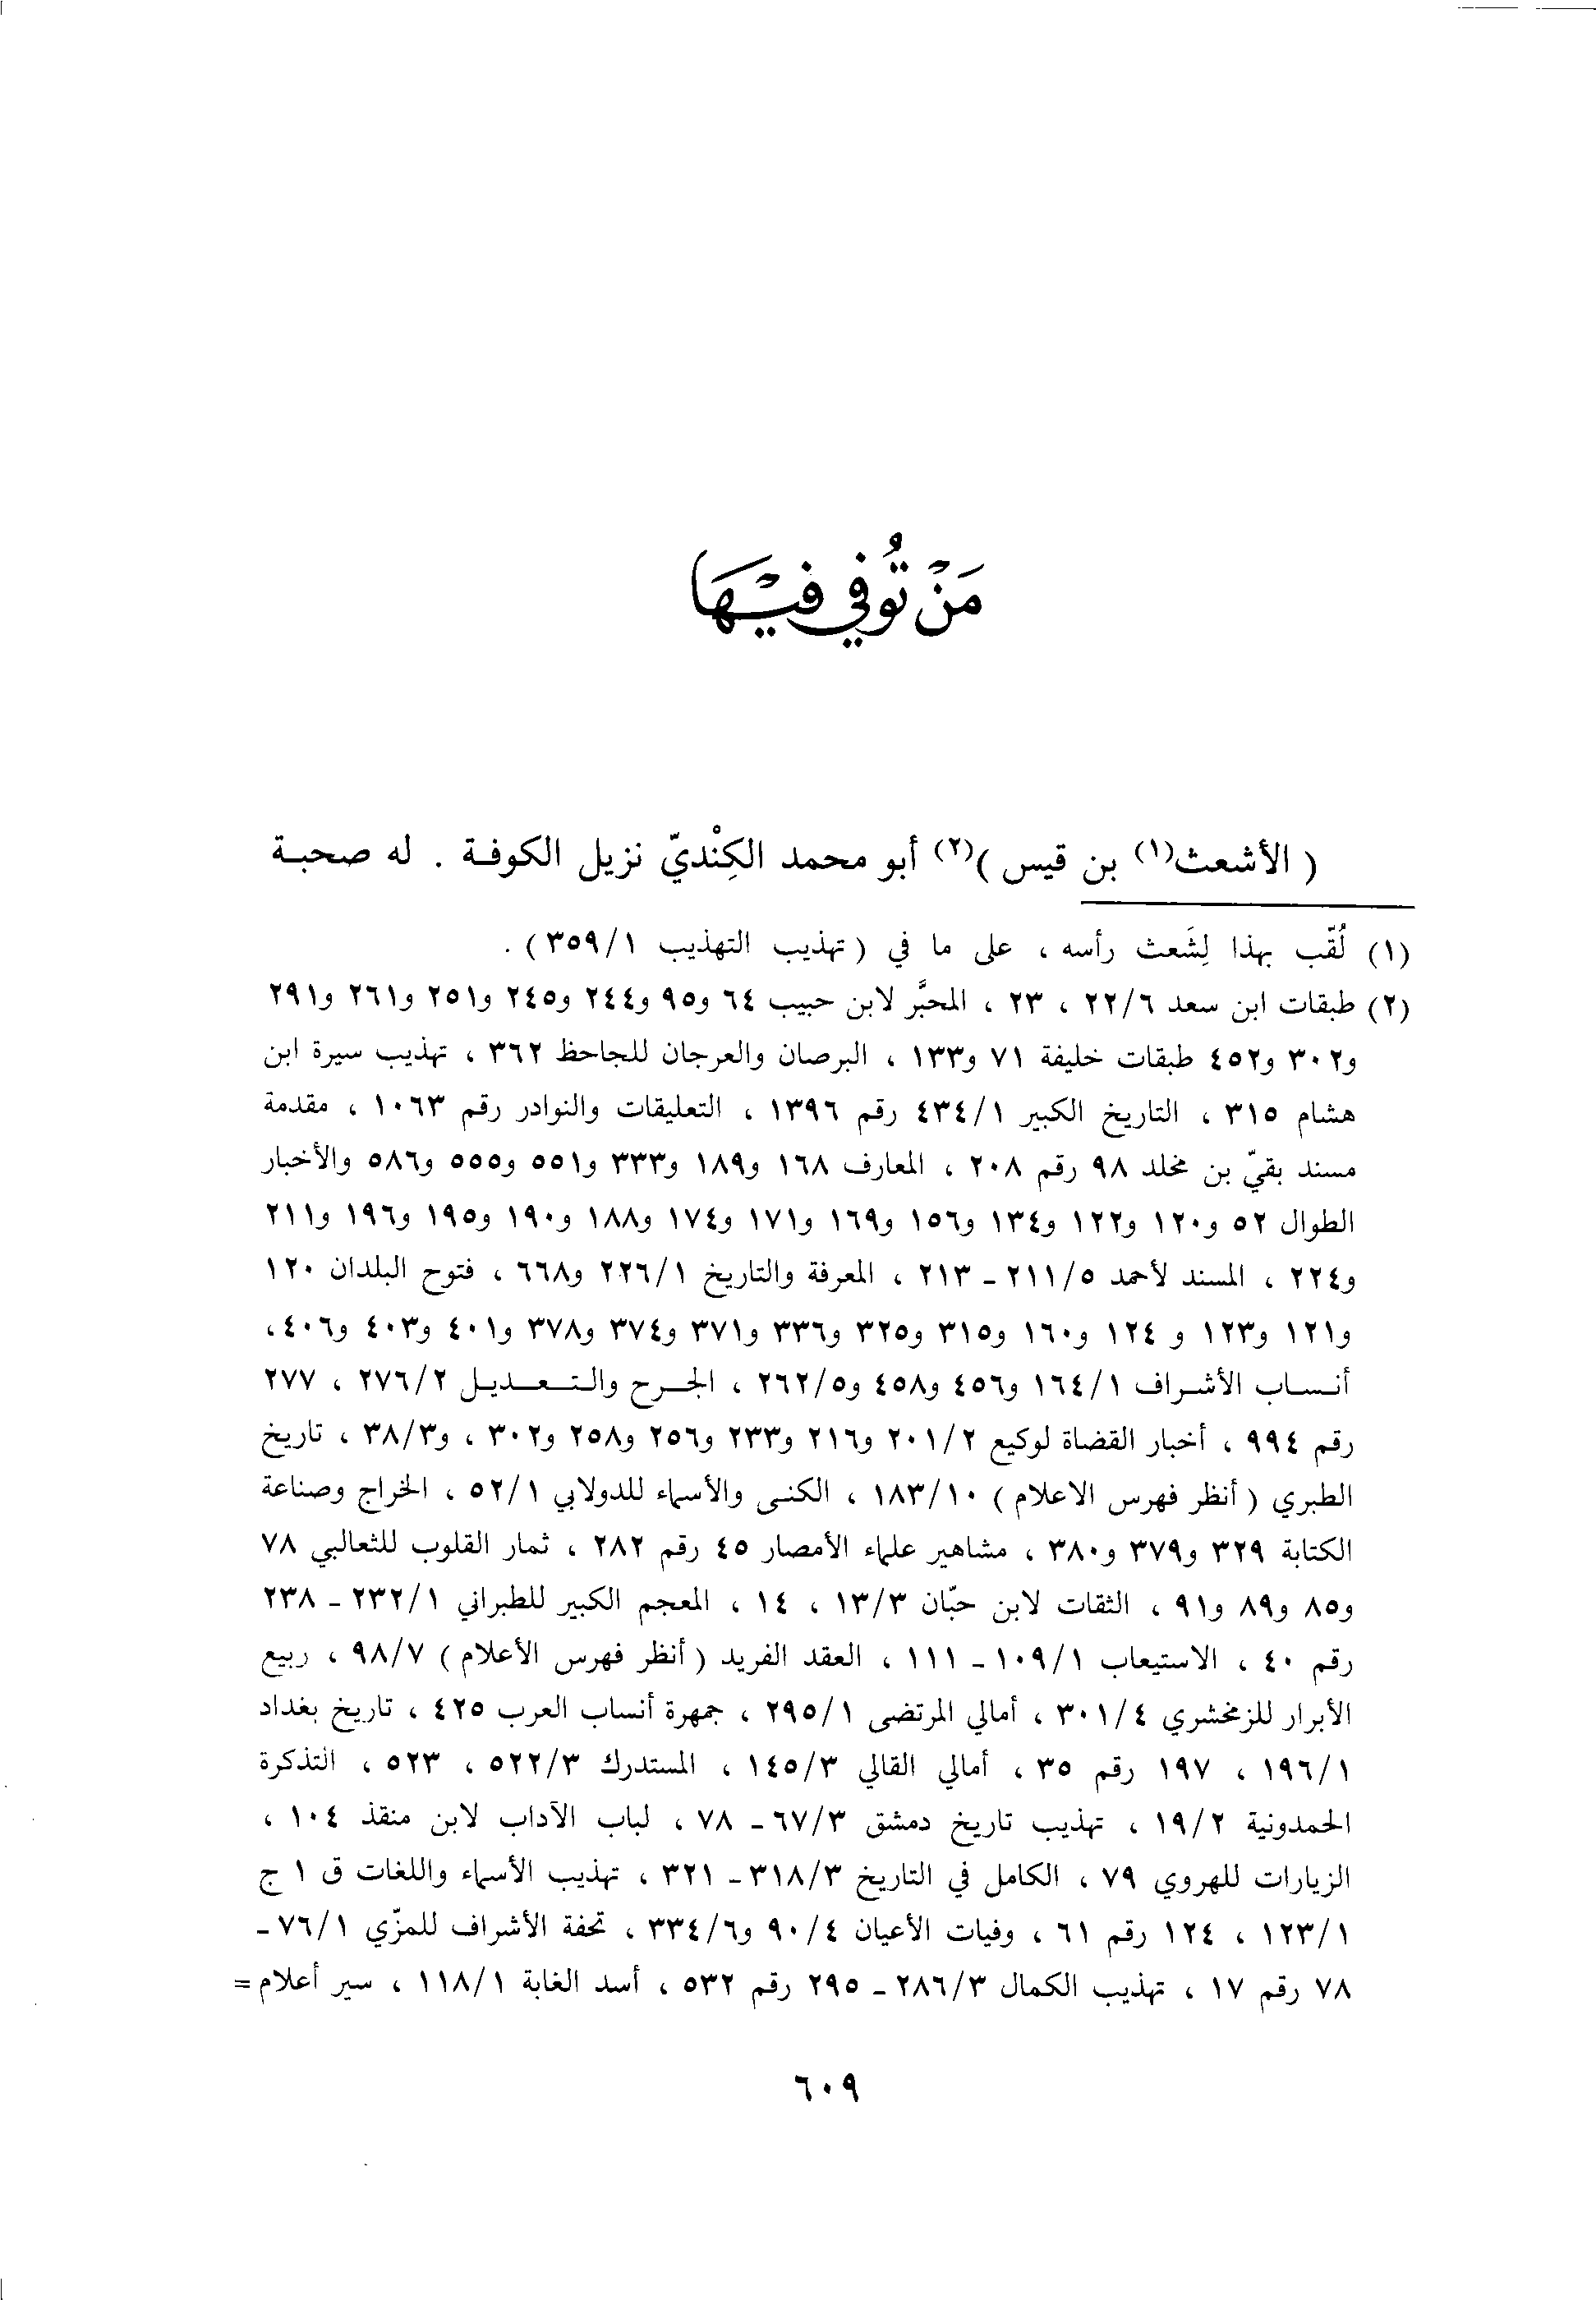 مَنْ تُوُفي فيْهَا
( الأشعث(١) بن قيس )(٢) أبو محمد الكِنْديّ نزيل الكوفة . له صحبة
(١) لُقّب بهذا لِشَعث رأسه ، على ما في ( تهذيب التهذيب ٣٥٩/١ ) .
(٢) طبقات ابن سعد ٢٢/٦ ، ٢٣ ، المحبَّر لابن حبيب ٦٤ و٩٥ و٢٤٤ و٢٤٥ و٢٥١ و٢٦١ و٢٩١
و٣٠٢ و٤٥٢ طبقات خليفة ٧١ و١٣٣ ، البرصان والعرجان للجاحظ ٣٦٢ ، تهذيب سيرة ابن
هشام ٣١٥ ، التاريخ الكبير ٤٣٤/١ رقم ١٣٩٦ ، التعليقات والنوادر رقم ١٠٦٣ ، مقدمة
مسند بقيّ بن مخلد ٩٨ رقم ٢٠٨ ، المعارف ١٦٨ و١٨٩ و٣٣٣ و٥٥١ و٥٥٥ و٥٨٦ والأخبار
الطوال ٥٢ و١٢٠ و١٢٢ و١٣٤ و١٥٦ و١٦٩ و١٧١ و١٧٤ و١٨٨ و١٩٠ و١٩٥ و١٩٦ و٢١١
و٢٢٤ ، المسند لأحمد ٢١١/٥ - ٢١٣ ، المعرفة والتاريخ ٢٢٦/١ و٦٦٨ ، فتوح البلدان ١٢٠
و١٢١ و١٢٣ و ١٢٤ و١٦٠ و٣١٥ و٣٢٥ و٣٣٦ و٣٧١ و٣٧٤ و٣٧٨ و٤٠١ و٤٠٣ و٤٠٦ ،
أنساب الأشراف ١٦٤/١ و٤٥٦ و٤٥٨ و٢٦٢/٥ ، الجرح والتعديل ٢٧٦/٢ ، ٢٧٧
رقم ٩٩٤ ، أخبار القضاة لوكيع ٢٠١/٢ و٢١٦ و٢٣٣ و٢٥٦ و٢٥٨ و٣٠٢ ، و٣٨/٣ ، تاريخ
الطبري ( أنظر فهرس الاعلام ) ١٨٣/١٠ ، الكنى والأسماء للدولابي ٥٢/١ ، الخراج وصناعة
الكتابة ٣٢٩ و٣٧٩ و٣٨٠ ، مشاهير علماء الأمصار ٤٥ رقم ٢٨٢ ، ثمار القلوب للثعالبي ٧٨
و٨٥ و٨٩ و٩١ ، الثقات لابن حبّان ١٣/٣ ، ١٤ ، المعجم الكبير للطبراني ٢٣٢/١ - ٢٣٨
رقم ٤٠ ، الاستيعاب ١٠٩/١ - ١١١ ، العقد الفريد ( أنظر فهرس الأعلام ) ٩٨/٧ ، ربيع
الأبرار للزمخشري ٣٠١/٤ ، أمالي المرتضى ٢٩٥/١ ، جمهرة أنساب العرب ٤٢٥ ، تاريخ بغداد
١٩٦/١ ، ١٩٧ رقم ٣٥ ، أمالي القالي ١٤٥/٣ ، المستدرك ٥٢٢/٣ ، ٥٢٣ ، التذكرة
الحمدونية ١٩/٢ ، تهذيب تاريخ دمشق ٦٧/٣ - ٧٨ ، لباب الآداب لابن منقذ ١٠٤ ،
الزيارات للهروي ٧٩ ، الكامل في التاريخ ٣١٨/٣ - ٣٢١ ، تهذيب الأسماء واللغات ق ١ ج
١٢٣/١ ، ١٢٤ رقم ٦١ ، وفيات الأعيان ٩٠/٤ و٣٣٤/٦ ، تحفة الأشراف للمزّي ٧٦/١ -
٧٨ رقم ١٧ ، تهذيب الكمال ٢٨٦/٣ - ٢٩٥ رقم ٥٣٢ ، أسد الغابة ١١٨/١ ، سير أعلام =
٦٠٩